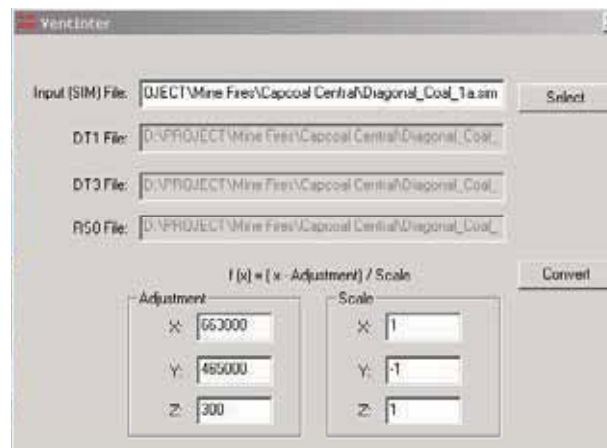 VentInter
Input (SIM) File: OJECT\Mine Fires\Capcoal Central\Diagonal_Coal_1a.sim Select
DT1 File: D:\PROJECT\Mine Fires\Capcoal Central\Diagonal_Coal_
DT3 File: D:\PROJECT\Mine Fires\Capcoal Central\Diagonal_Coal_
RS0 File: D:\PROJECT\Mine Fires\Capcoal Central\Diagonal_Coal_
f (x) = ( x - Adjustment) / Scale Convert
Adjustment Scale
X: 663000 X: 1
Y: 465000 Y: -1
Z: 300 Z: 1